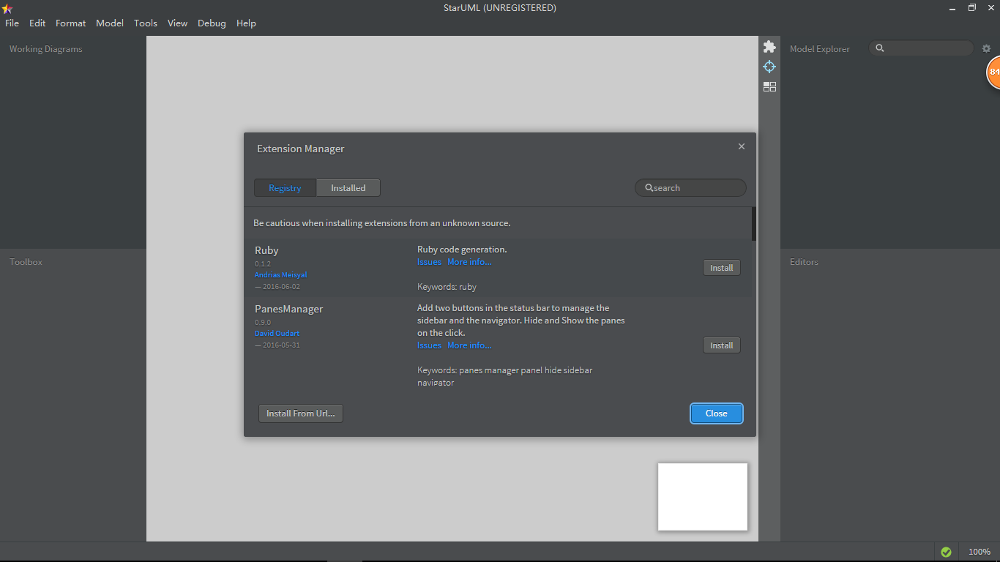 StarUML (UNREGISTERED)
File Edit Format Model Tools View Debug Help
Working Diagrams
Model Explorer
84
Extension Manager
Registry Installed
search
Be cautious when installing extensions from an unknown source.
Ruby
0.1.2
Andrias Meisyal
— 2016-06-02
Ruby code generation.
Issues More info...
Keywords: ruby
Install
PanesManager
0.9.0
David Oudart
— 2016-05-31
Add two buttons in the status bar to manage the
sidebar and the navigator. Hide and Show the panes
on the click.
Issues More info...
Keywords: panes manager panel hide sidebar
navigator
Install
Install From Url...
Close
Toolbox
Editors
100%